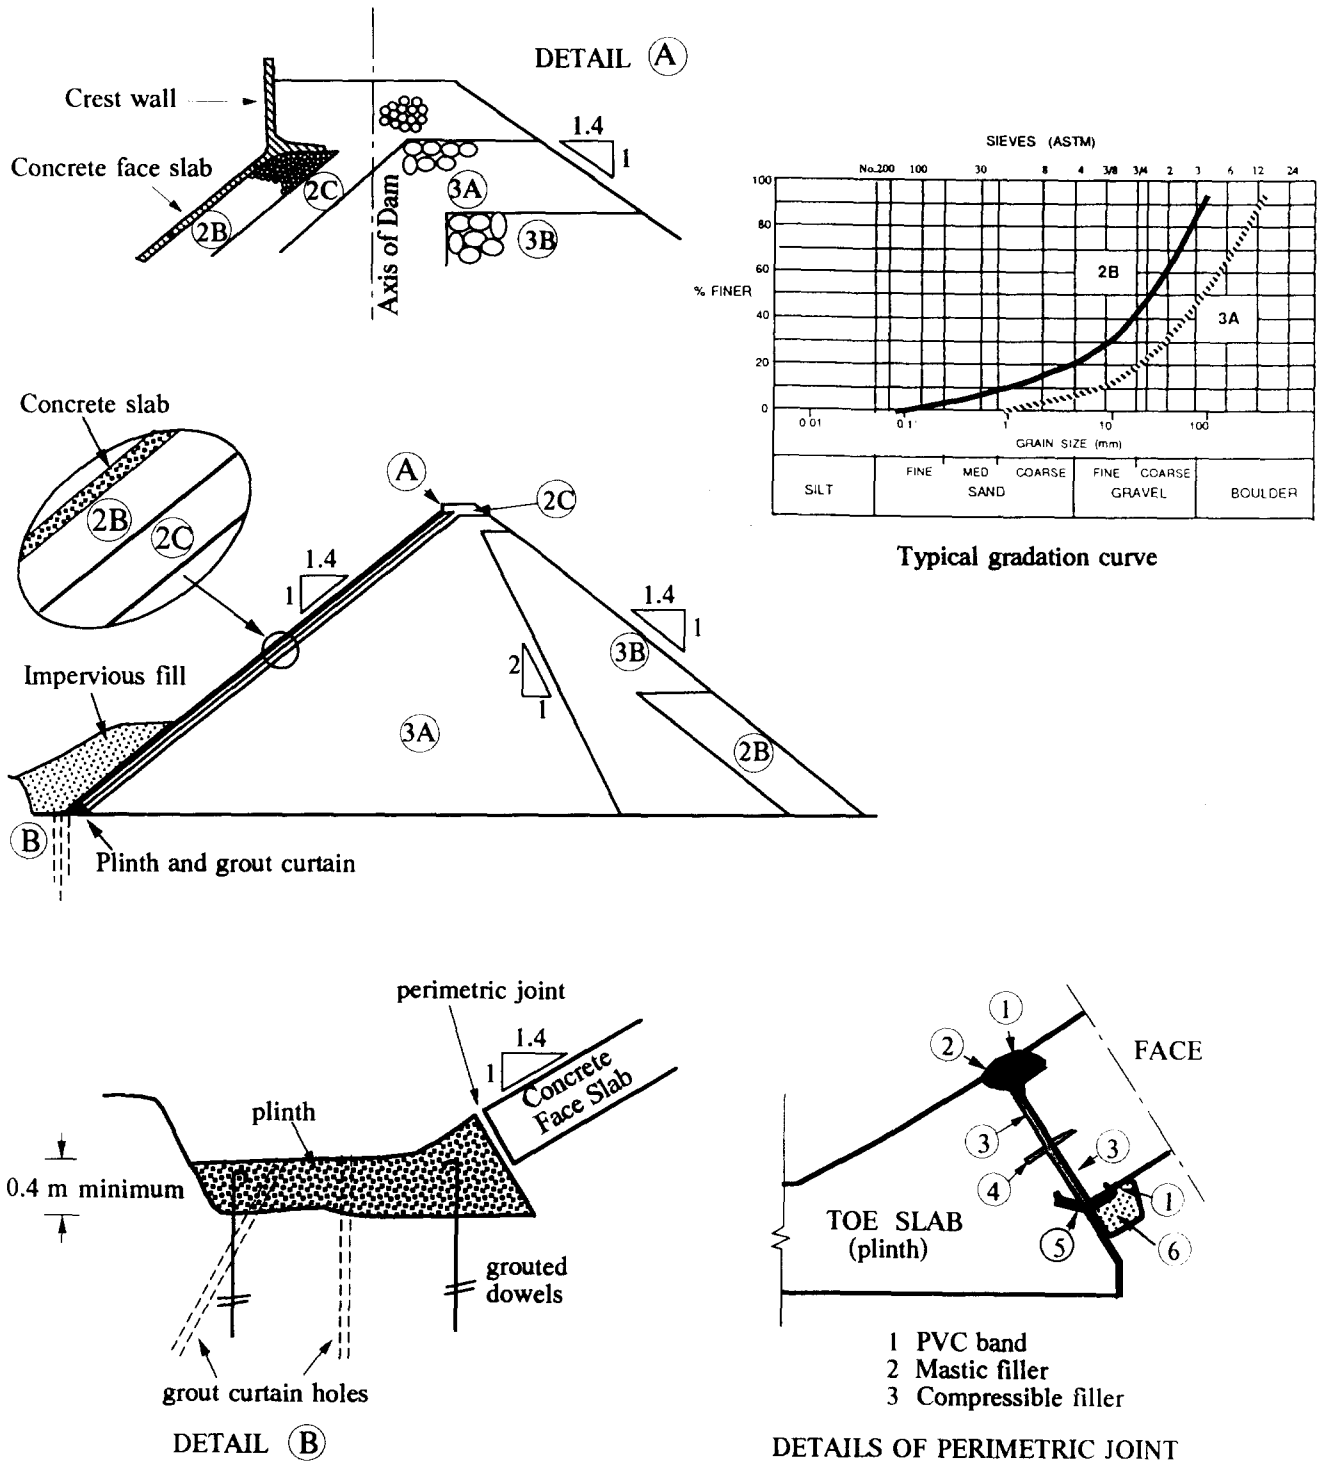 DETAIL A
Crest wall
Concrete face slab
2B
2C
Axis of Dam
3A
3B
1.4
1
SIEVES (ASTM)
No.200 100 30 8 4 3/8 3/4 2 3 6 12 24
100
80
60
40
20
0
% FINER
2B
3A
0.01 0.1 1 10 100
GRAIN SIZE (mm)
SILT
FINE MED COARSE
SAND
FINE COARSE
GRAVEL
BOULDER
Typical gradation curve
Concrete slab
2B
2C
A
2C
1.4
1
1.4
1
3B
2
1
Impervious fill
3A
2B
B
Plinth and grout curtain
perimetric joint
1.4
1
Concrete
Face Slab
plinth
0.4 m minimum
grouted
dowels
grout curtain holes
DETAIL B
1
2
FACE
3
3
4
1
TOE SLAB
(plinth)
5
6
1 PVC band
2 Mastic filler
3 Compressible filler
DETAILS OF PERIMETRIC JOINT